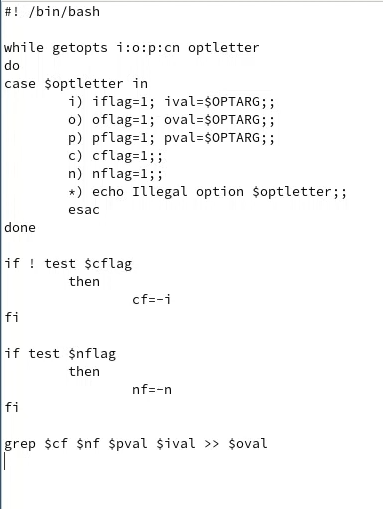 #! /bin/bash
while getopts i:o:p:cn optletter
do
case $optletter in
i) iflag=1; ival=$OPTARG;;
o) oflag=1; oval=$OPTARG;;
p) pflag=1; pval=$OPTARG;;
c) cflag=1;;
n) nflag=1;;
*) echo Illegal option $optletter;;
esac
done
if ! test $cflag
then
cf=-i
fi
if test $nflag
then
nf=-n
fi
grep $cf $nf $pval $ival >> $oval